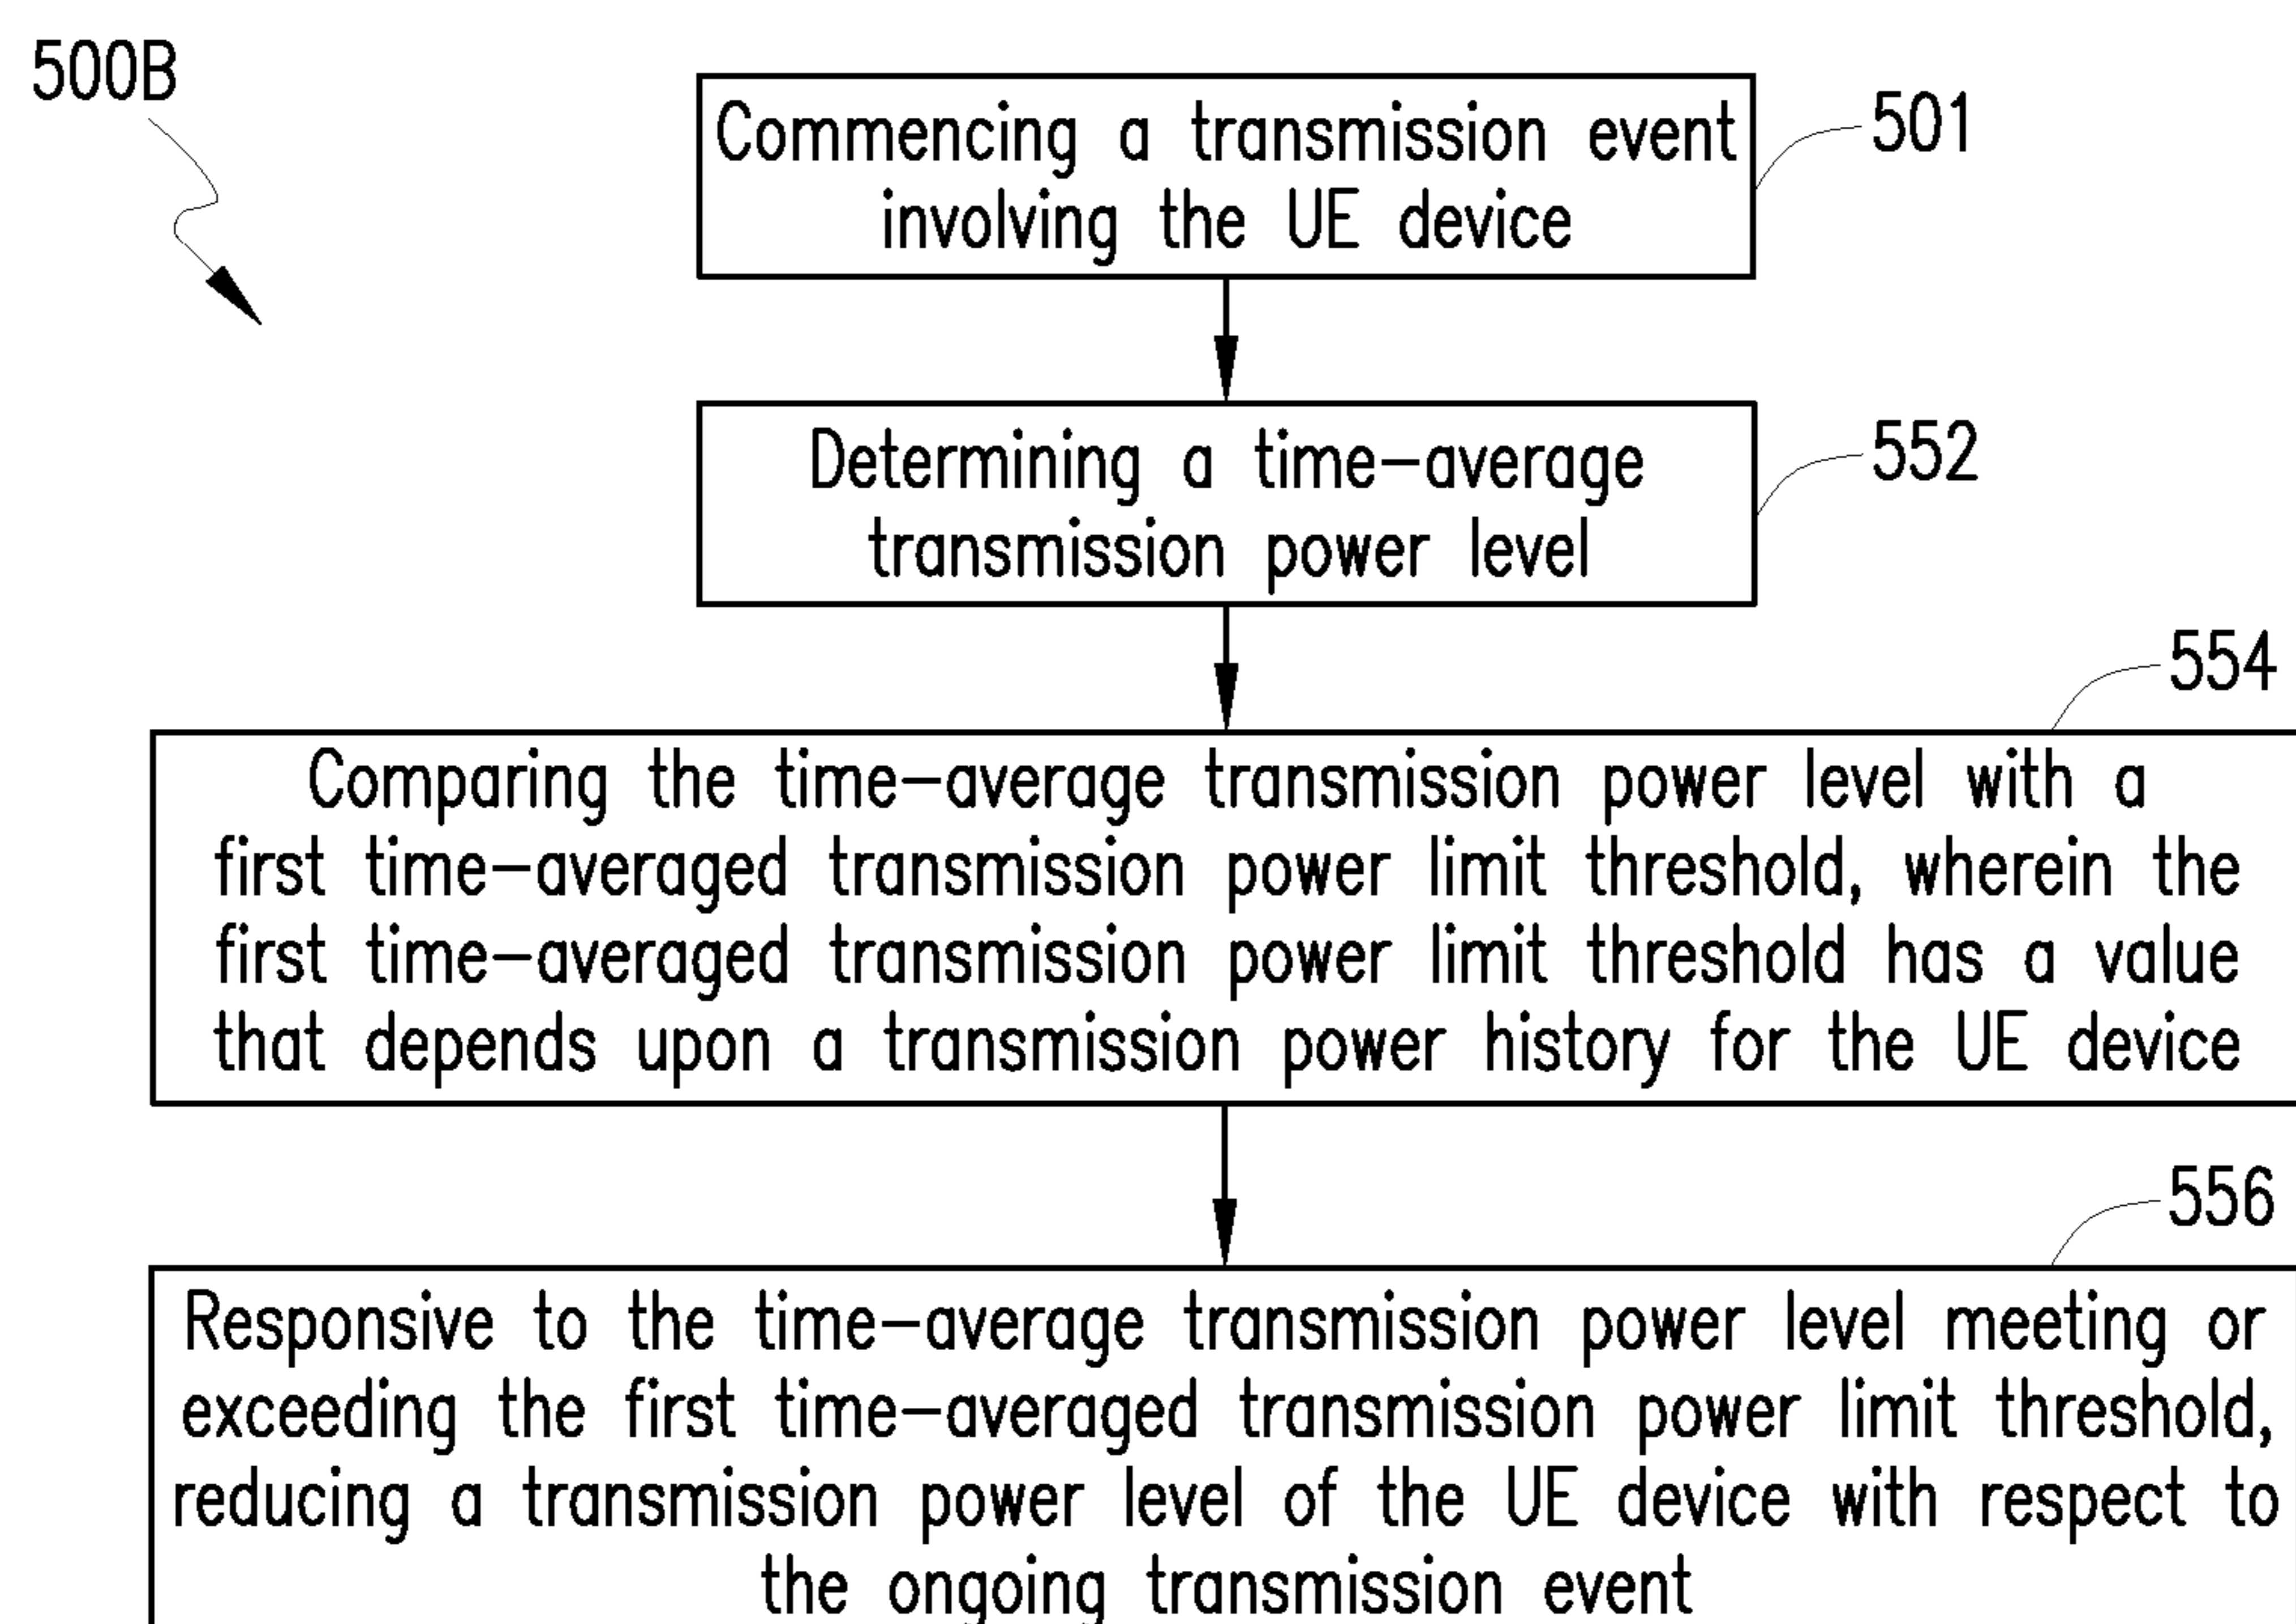 500B
Commencing a transmission event
involving the UE device
501
Determining a time-average
transmission power level
552
554
Comparing the time-average transmission power level with a
first time-averaged transmission power limit threshold, wherein the
first time-averaged transmission power limit threshold has a value
that depends upon a transmission power history for the UE device
556
Responsive to the time-average transmission power level meeting or
exceeding the first time-averaged transmission power limit threshold,
reducing a transmission power level of the UE device with respect to
the ongoing transmission event